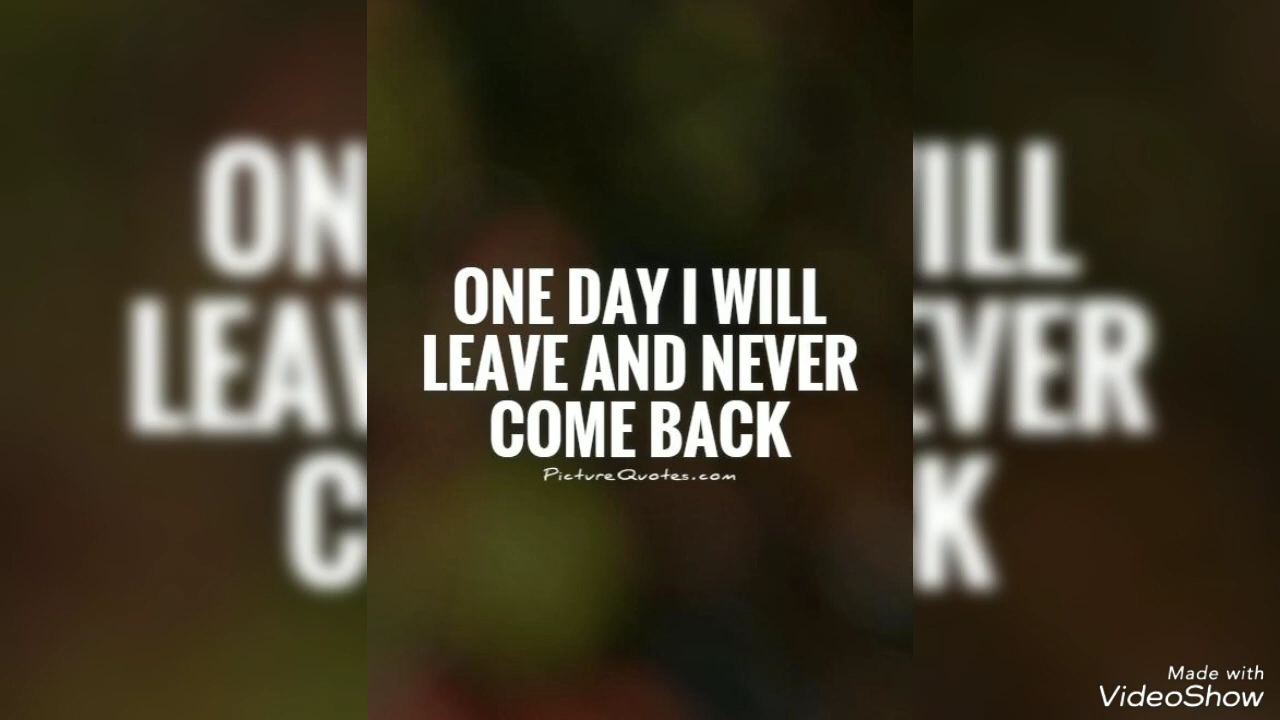 ONE DAY I WILL
LEAVE AND NEVER
COME BACK
PictureQuotes.com
Made with
VideoShow